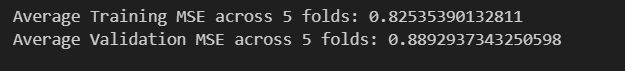 Average Training MSE across 5 folds: 0.82535390132811
Average Validation MSE across 5 folds: 0.8892937343250598